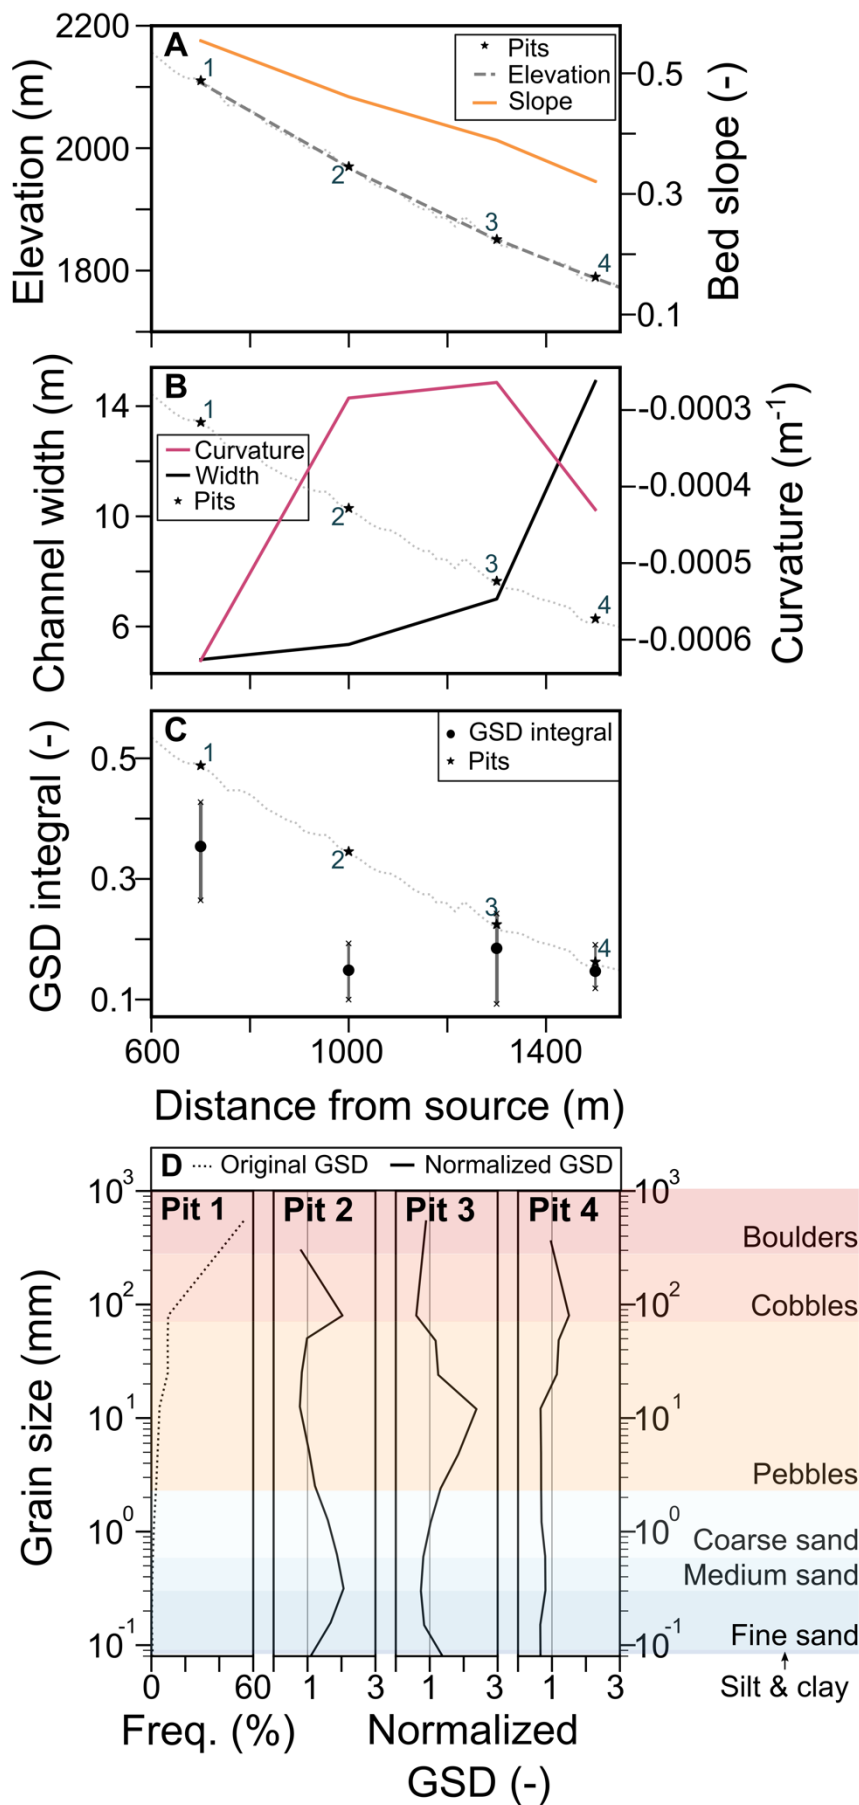 A
Elevation (m)
2200
2000
1800
Pits
Elevation
Slope
1
2
3
4
0.5
0.3
0.1
Bed slope (-)
B
Channel width (m)
14
10
6
Curvature
Width
Pits
1
2
3
4
-0.0003
-0.0004
-0.0005
-0.0006
Curvature (m⁻¹)
C
GSD integral (-)
0.5
0.3
0.1
GSD integral
Pits
1
2
3
4
600 1000 1400
Distance from source (m)
D Original GSD Normalized GSD
Pit 1 Pit 2 Pit 3 Pit 4
Grain size (mm)
10³
10²
10¹
10⁰
10⁻¹
10³
10²
10¹
10⁰
10⁻¹
Boulders
Cobbles
Pebbles
Coarse sand
Medium sand
Fine sand
Silt & clay
0 60 1 3 1 3 1 3
Freq. (%) Normalized
GSD (-)